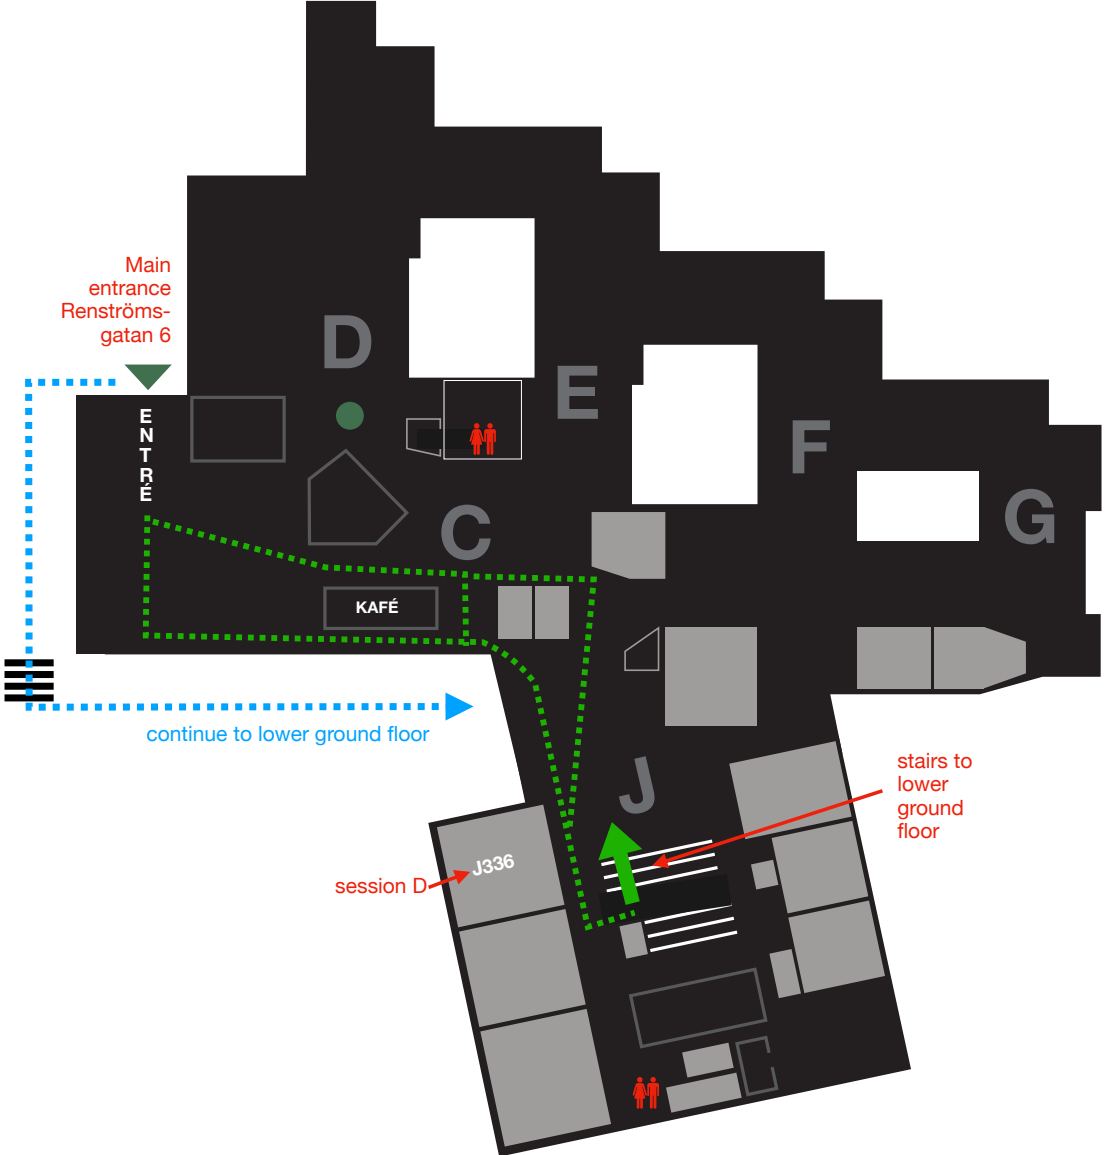 Main
entrance
Renströms-
gatan 6
D
E
ENTRÉ
F
G
C
KAFÉ
continue to lower ground floor
J
stairs to
lower
ground
floor
J336
session D